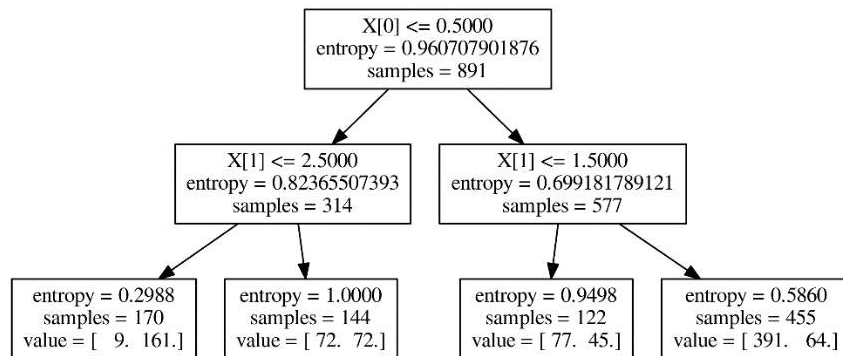 X[0] <= 0.5000
entropy = 0.960707901876
samples = 891
X[1] <= 2.5000
entropy = 0.82365507393
samples = 314
X[1] <= 1.5000
entropy = 0.699181789121
samples = 577
entropy = 0.2988
samples = 170
value = [   9.  161.]
entropy = 1.0000
samples = 144
value = [ 72.  72.]
entropy = 0.9498
samples = 122
value = [ 77.  45.]
entropy = 0.5860
samples = 455
value = [ 391.   64.]